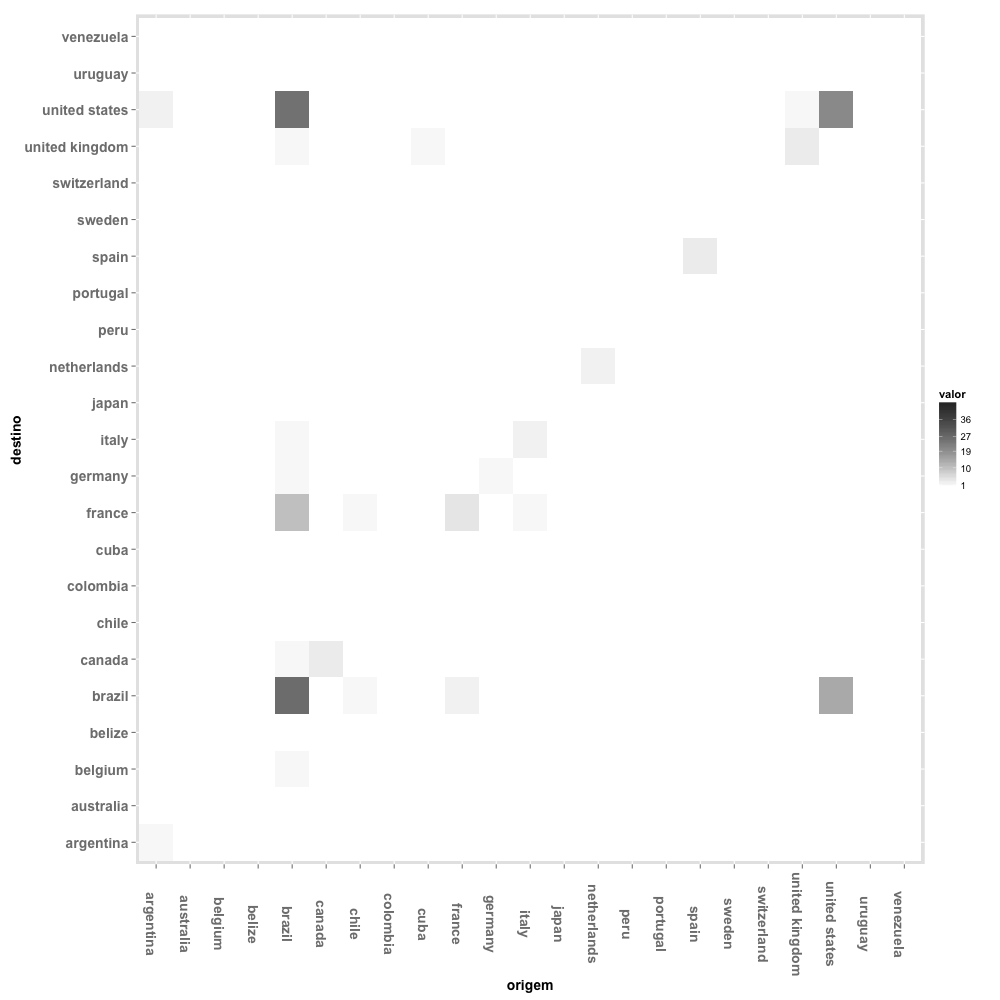 venezuela
uruguay
united states
united kingdom
switzerland
sweden
spain
portugal
peru
netherlands
japan
italy
germany
france
cuba
colombia
chile
canada
brazil
belize
belgium
australia
argentina
destino
valor
36
27
19
10
1
argentina
australia
belgium
belize
brazil
canada
chile
colombia
cuba
france
germany
italy
japan
netherlands
peru
portugal
spain
sweden
switzerland
united kingdom
united states
uruguay
venezuela
origem